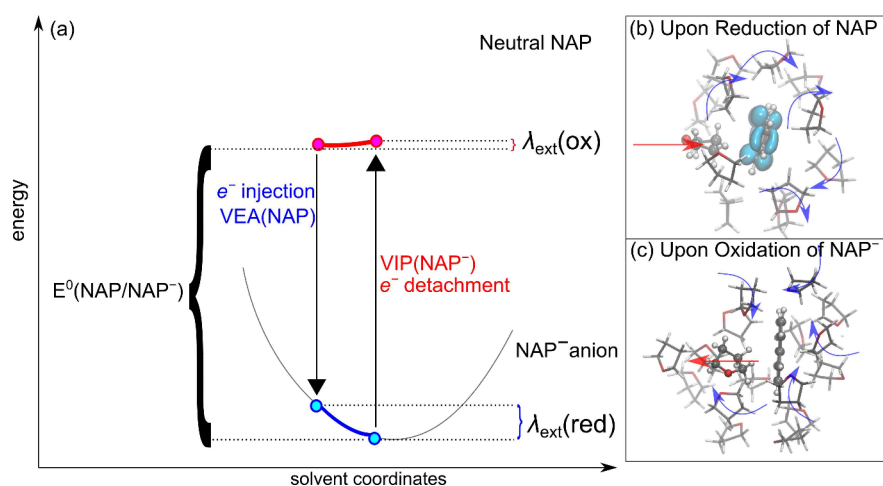 (a)
Neutral NAP
energy
λext(ox)
e⁻ injection
VEA(NAP)
VIP(NAP⁻)
e⁻ detachment
E⁰(NAP/NAP⁻)
NAP⁻anion
λext(red)
solvent coordinates
(b) Upon Reduction of NAP
(c) Upon Oxidation of NAP⁻